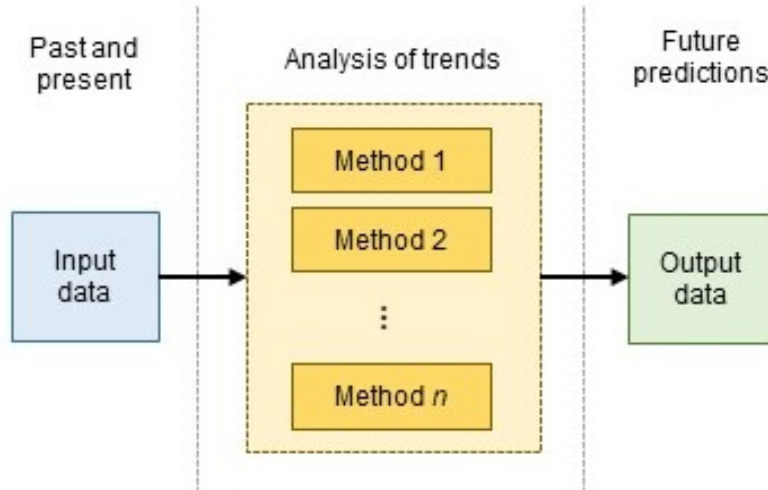 Past and
present
Analysis of trends
Future
predictions
Input
data
Method 1
Method 2
⋮
Method n
Output
data